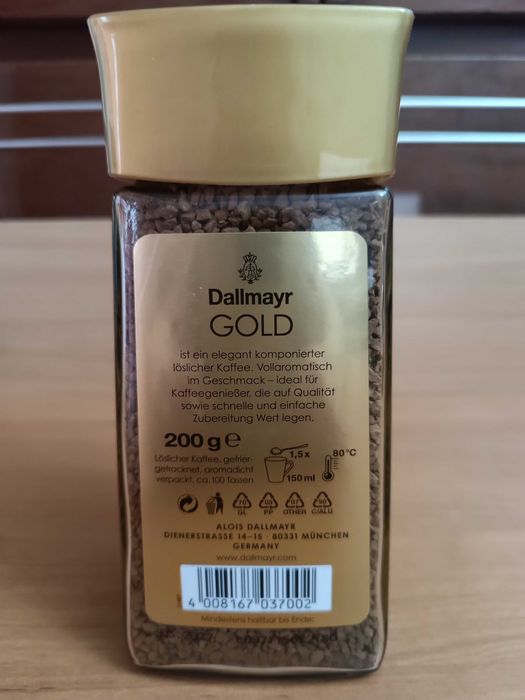 Dallmayr
GOLD
ist ein elegant komponierter
löslicher Kaffee. Vollaromatisch
im Geschmack – ideal für
Kaffeegenießer, die auf Qualität
sowie schnelle und einfache
Zubereitung Wert legen.
200 g ℮
Löslicher Kaffee, gefrier-
getrocknet, aromadicht
verpackt, ca. 100 Tassen
1,5 x
150 ml
80 °C
70
GL
05
PP
07
OTHER
90
C/ALU
ALOIS DALLMAYR
DIENERSTRASSE 14–15 · 80331 MÜNCHEN
GERMANY
www.dallmayr.com
4 008167 037002
Mindestens haltbar bis Ende: